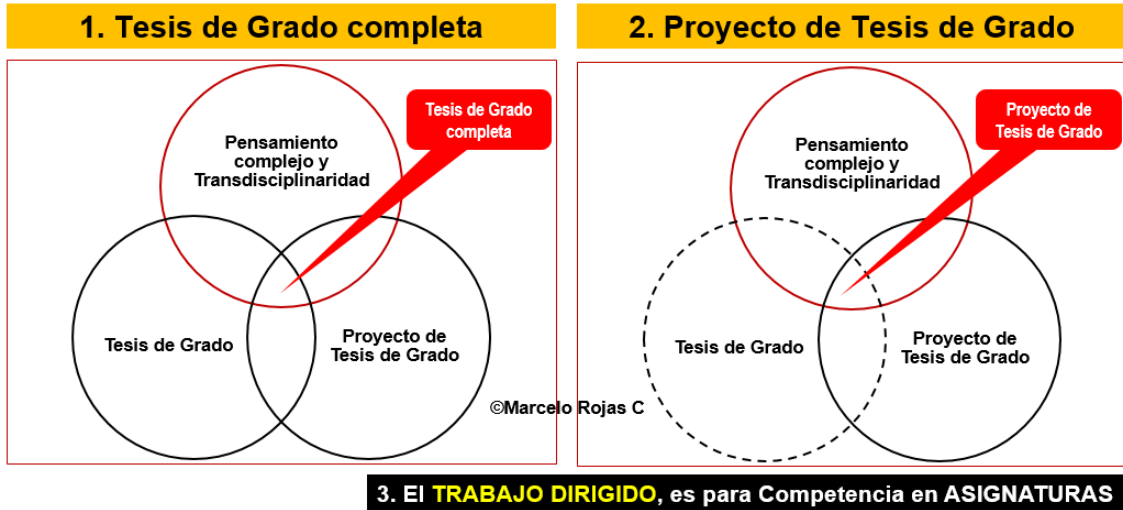 1. Tesis de Grado completa
Tesis de Grado
completa
Pensamiento
complejo y
Transdisciplinaridad
Tesis de Grado
Proyecto de
Tesis de Grado
2. Proyecto de Tesis de Grado
Proyecto de
Tesis de Grado
Pensamiento
complejo y
Transdisciplinaridad
Tesis de Grado
Proyecto de
Tesis de Grado
©Marcelo Rojas C
3. El TRABAJO DIRIGIDO, es para Competencia en ASIGNATURAS